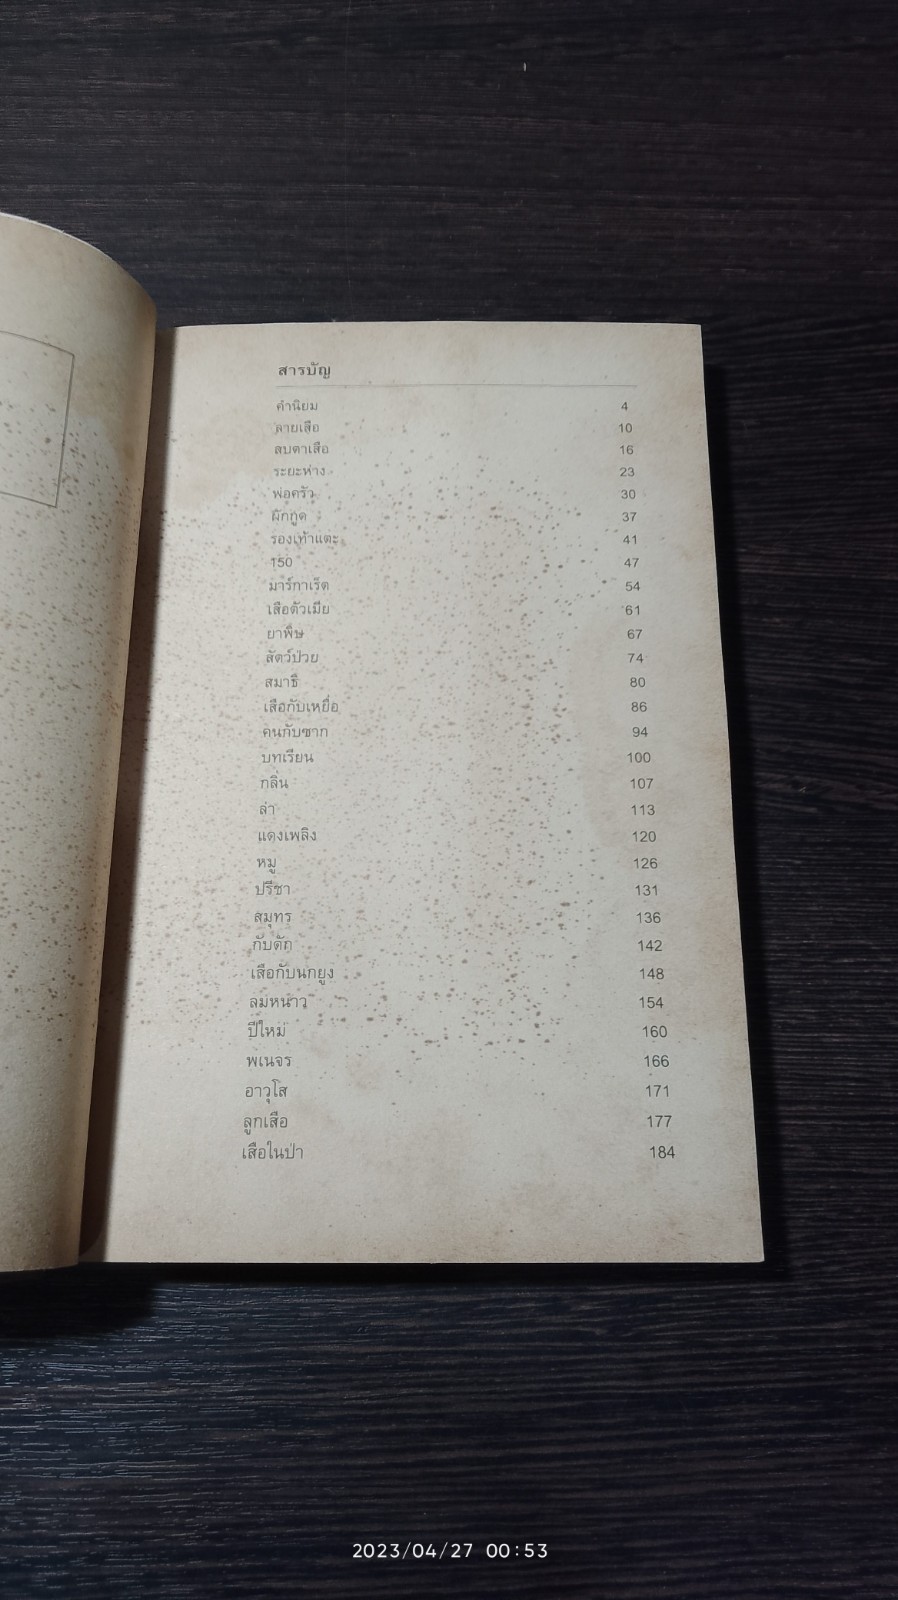 สารบัญ
คำนิยม 4
ลายเสือ 10
สบตาเสือ 16
ระยะห่าง 23
พ่อครัว 30
ผักกูด 37
รองเท้าแตะ 41
150 47
มาร์กาเร็ต 54
เสือตัวเมีย 61
ยาพิษ 67
สัตว์ป่วย 74
สมาธิ 80
เสือกับเหยื่อ 86
คนกับซาก 94
บทเรียน 100
กลิ่น 107
ล่า 113
แดงเพลิง 120
หมู 126
ปรีชา 131
สมุทร 136
กับดัก 142
เสือกับนกยูง 148
ลมหนาว 154
ปีใหม่ 160
พเนจร 166
อาวุโส 171
ลูกเสือ 177
เสือในป่า 184
2023/04/27 00:53